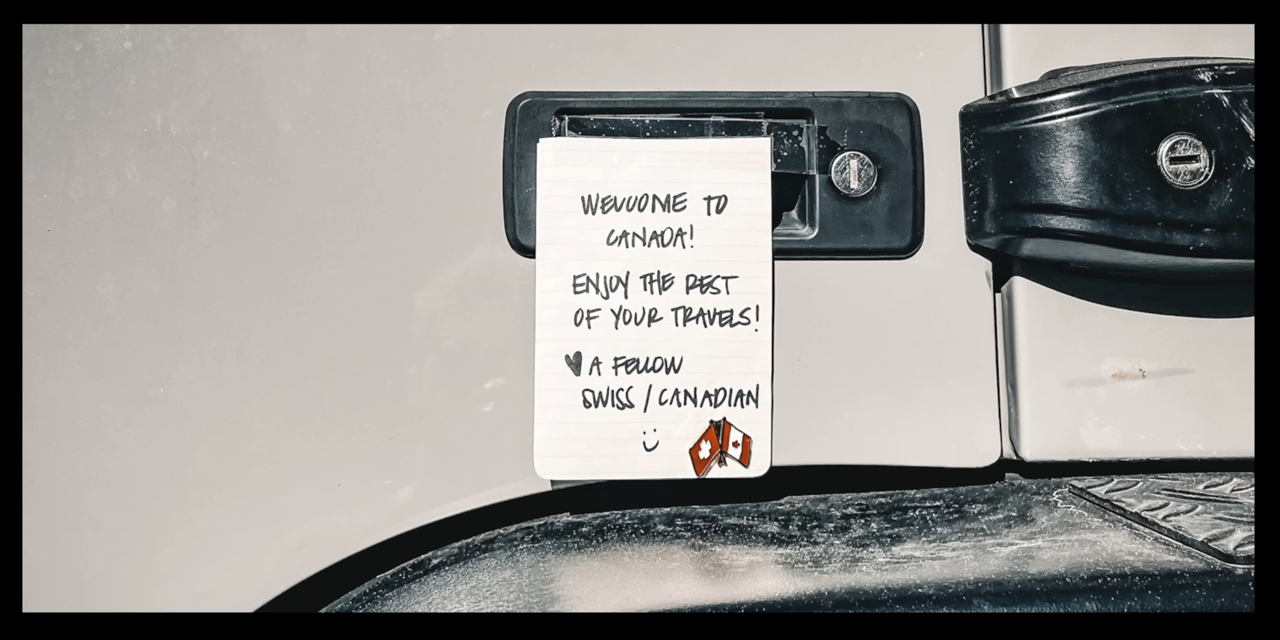 WELCOME TO
CANADA!
ENJOY THE REST
OF YOUR TRAVELS!
♥ A FELLOW
SWISS / CANADIAN